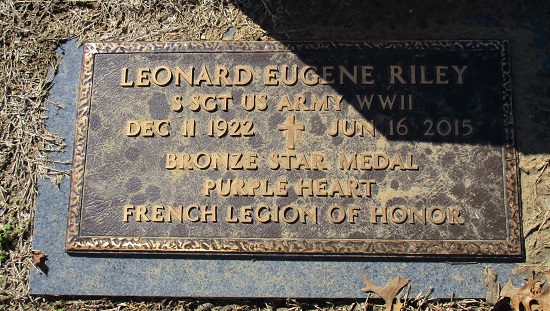 LEONARD EUGENE RILEY
S SGT US ARMY WWII
DEC 11 1922 JUN 16 2015
BRONZE STAR MEDAL
PURPLE HEART
FRENCH LEGION OF HONOR